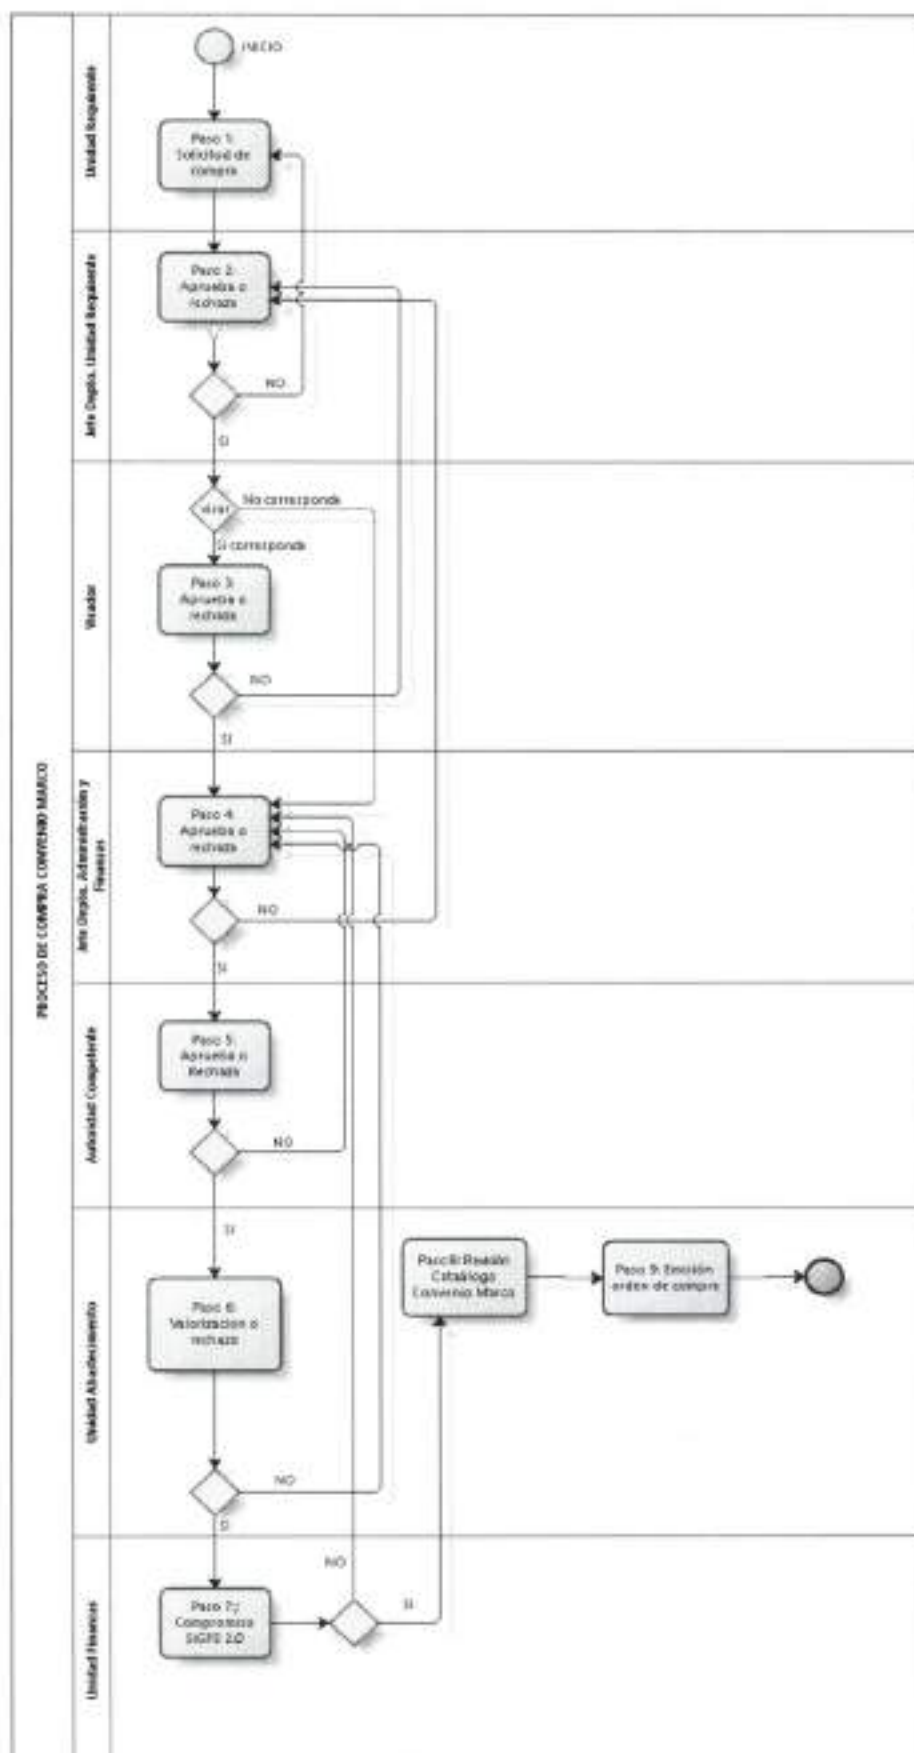 PROCESO DE COMPRA CONVENIO MARCO
Unidad Requirente
INICIO
Paso 1:
Solicitud de
compra
Jefe Depto. Unidad Requirente
Paso 2:
Aprueba o
rechaza
NO
SI
Visador
visar
No corresponde
Si corresponde
Paso 3:
Aprueba o
rechaza
NO
SI
Jefe Depto. Administración y
Finanzas
Paso 4:
Aprueba o
rechaza
NO
SI
Autoridad Competente
Paso 5:
Aprueba o
Rechaza
NO
SI
Unidad Abastecimiento
Paso 6:
Valorización o
rechazo
Paso 8: Revisión
Catálogo
Convenio Marco
Paso 9: Emisión
orden de compra
NO
SI
Unidad Finanzas
Paso 7:
Compromiso
SIGFE 2.0
NO
SI